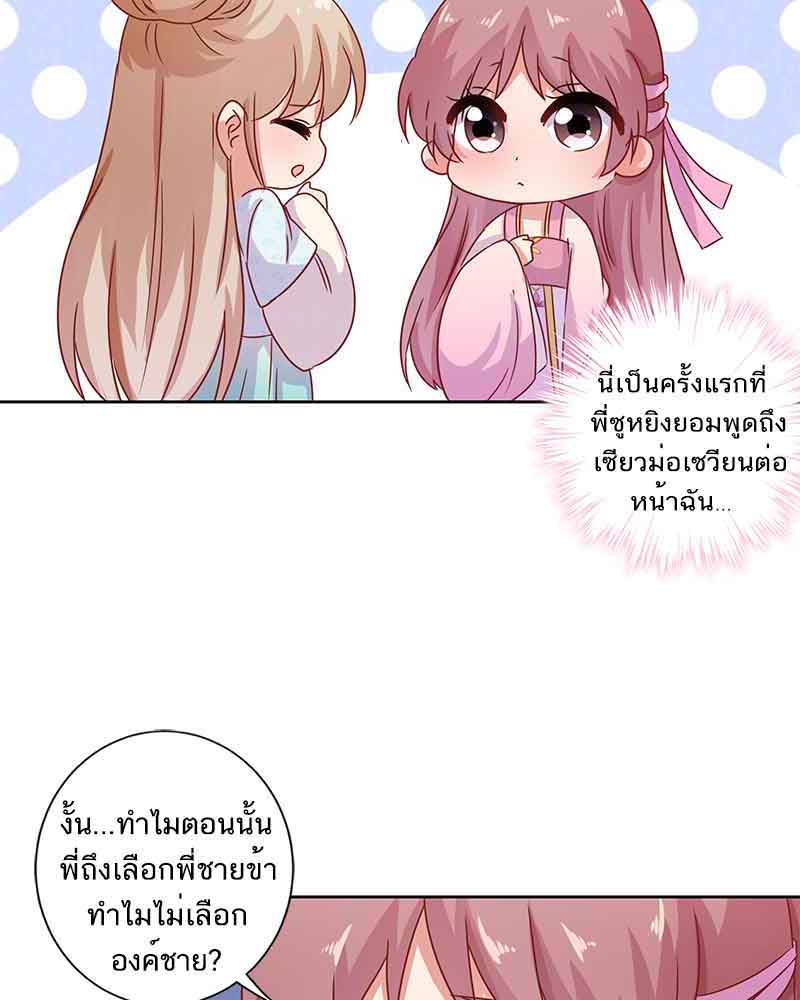 นี่เป็นครั้งแรกที่
พี่ซูหยิงยอมพูดถึง
เซียวม่อเซวียนต่อ
หน้าฉัน...
งั้น...ทำไมตอนนั้น
พี่ถึงเลือกพี่ชายข้า
ทำไมไม่เลือก
องค์ชาย?